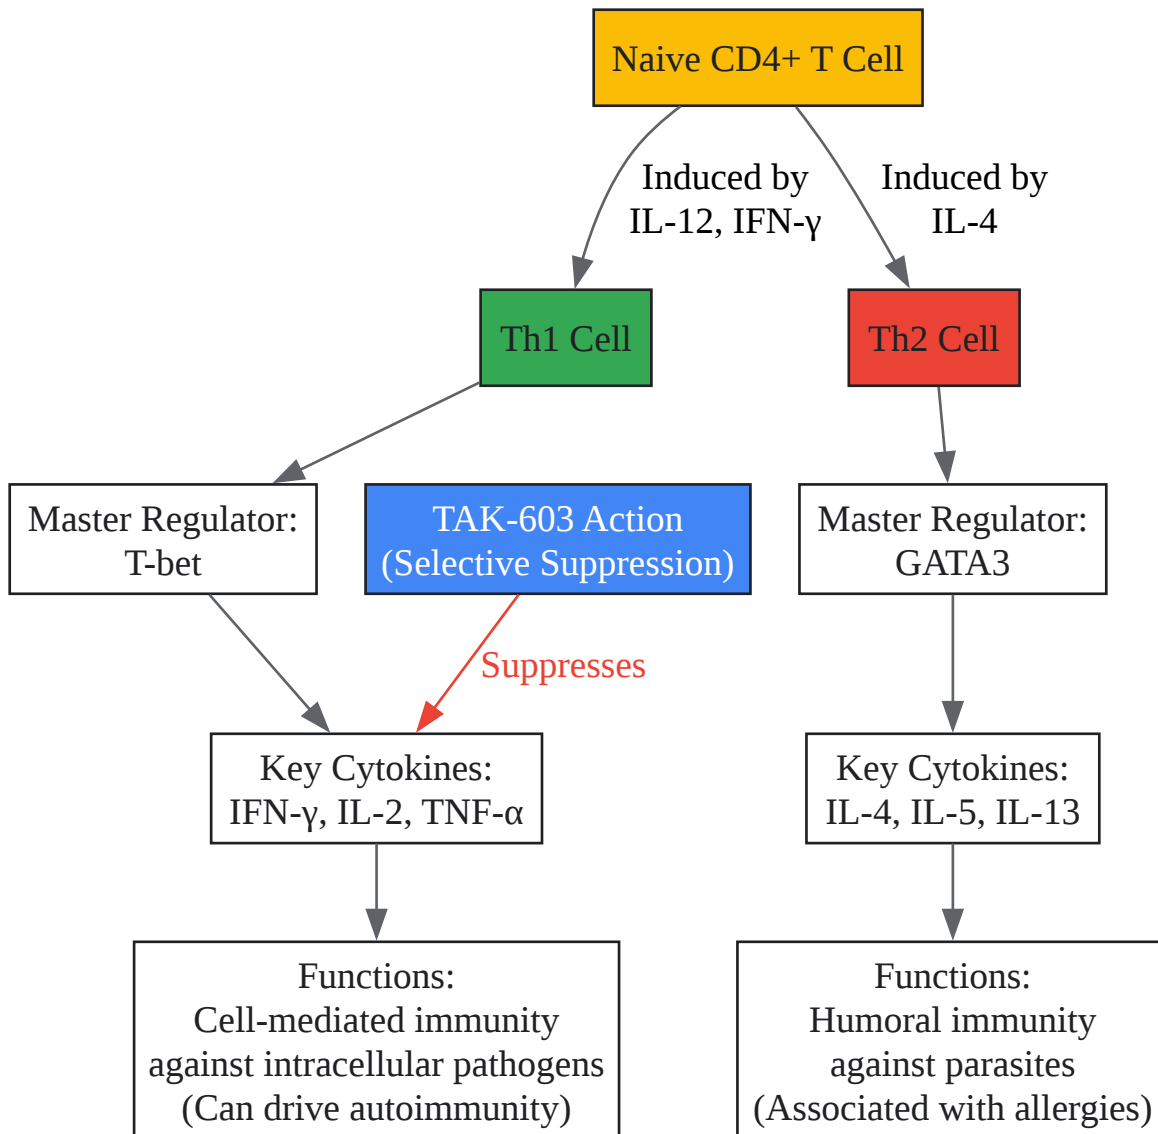 Naive CD4+ T Cell
Induced by
IL-12, IFN-γ
Induced by
IL-4
Th1 Cell
Th2 Cell
Master Regulator:
T-bet
TAK-603 Action
(Selective Suppression)
Master Regulator:
GATA3
Suppresses
Key Cytokines:
IFN-γ, IL-2, TNF-α
Key Cytokines:
IL-4, IL-5, IL-13
Functions:
Cell-mediated immunity
against intracellular pathogens
(Can drive autoimmunity)
Functions:
Humoral immunity
against parasites
(Associated with allergies)